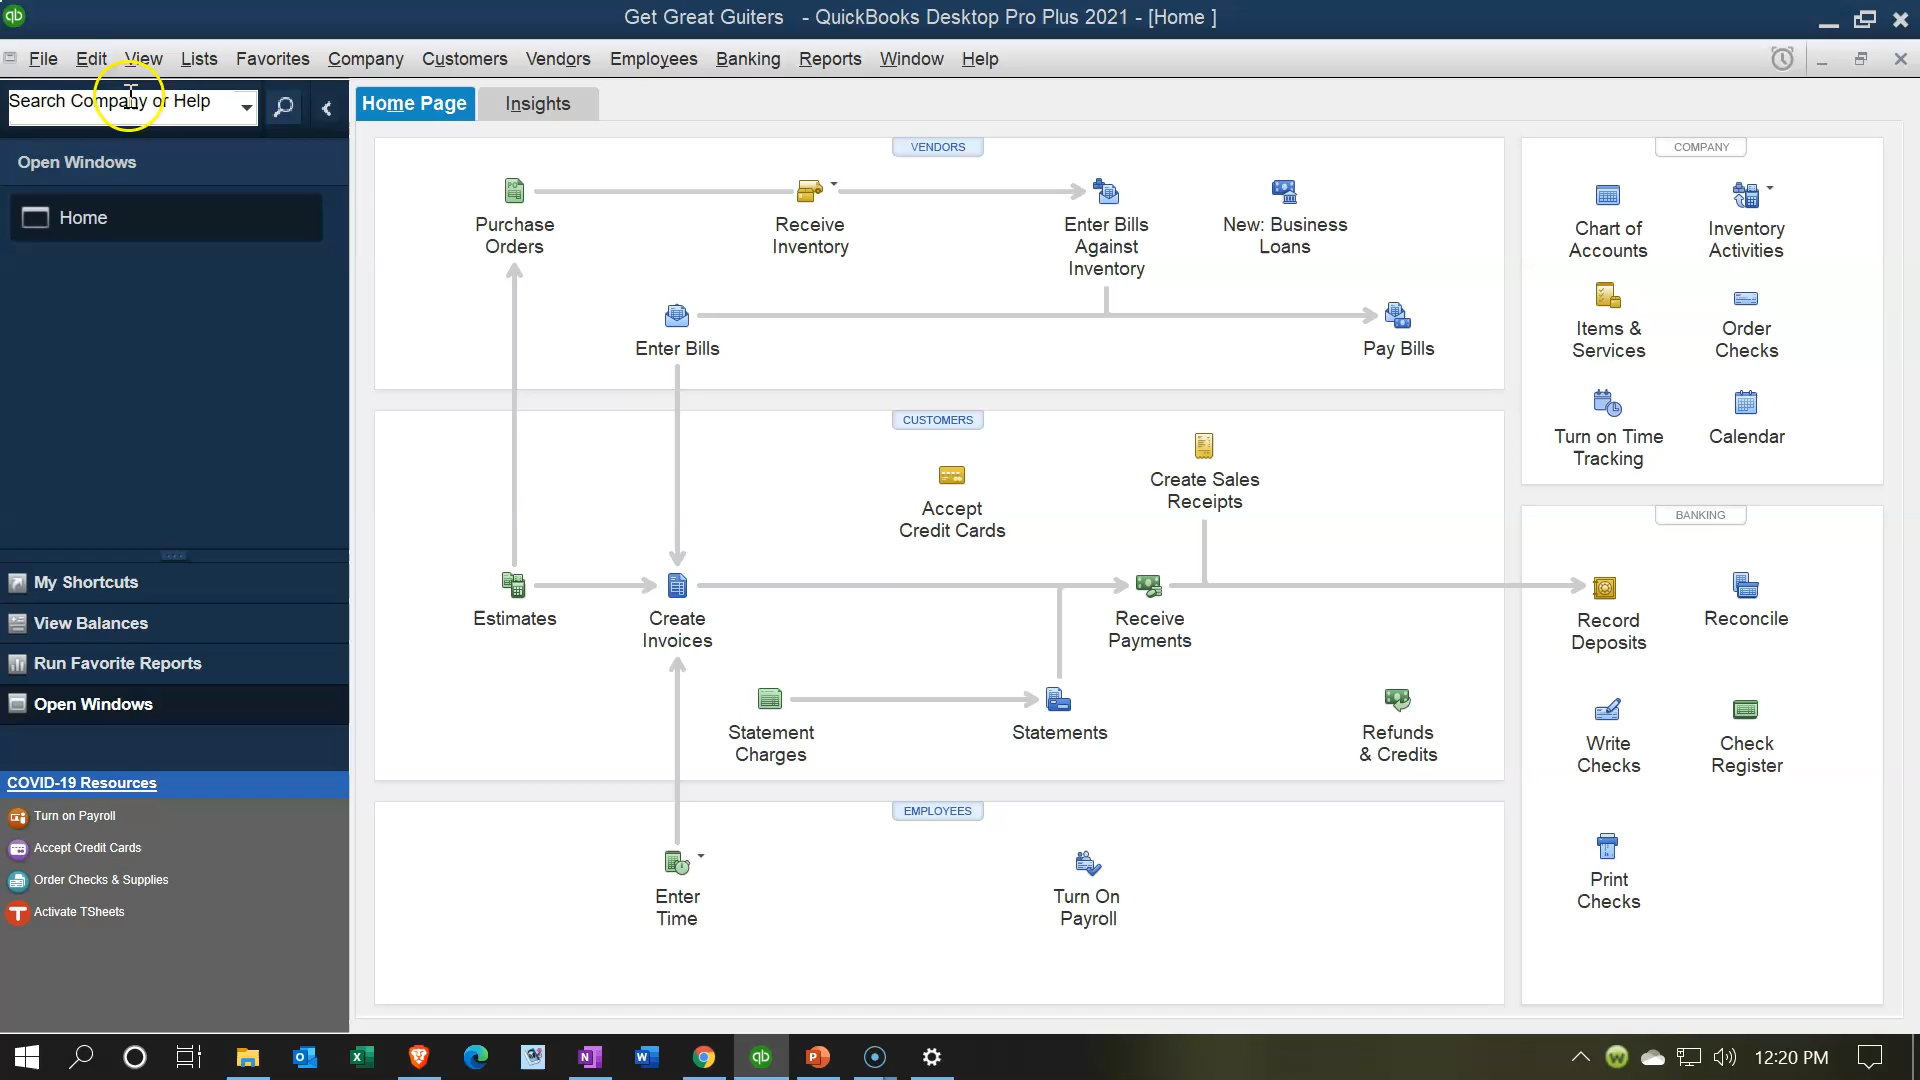 Get Great Guiters - QuickBooks Desktop Pro Plus 2021 - [Home ]
File Edit View Lists Favorites Company Customers Vendors Employees Banking Reports Window Help
Search Company or Help
Open Windows
Home
My Shortcuts
View Balances
Run Favorite Reports
Open Windows
COVID-19 Resources
Turn on Payroll
Accept Credit Cards
Order Checks & Supplies
Activate TSheets
Home Page Insights
VENDORS
Purchase
Orders
Receive
Inventory
Enter Bills
Against
Inventory
New: Business
Loans
Enter Bills
Pay Bills
CUSTOMERS
Accept
Credit Cards
Create Sales
Receipts
Estimates
Create
Invoices
Receive
Payments
Statement
Charges
Statements
Refunds
& Credits
EMPLOYEES
Enter
Time
Turn On
Payroll
COMPANY
Chart of
Accounts
Inventory
Activities
Items &
Services
Order
Checks
Turn on Time
Tracking
Calendar
BANKING
Record
Deposits
Reconcile
Write
Checks
Check
Register
Print
Checks
12:20 PM